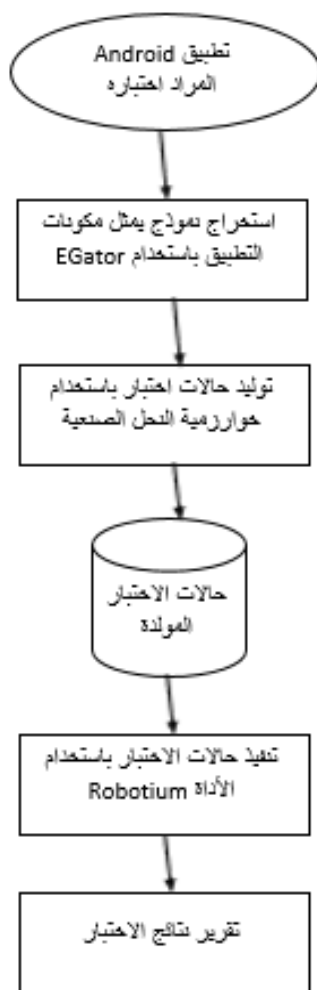 تطبيق Android
المراد اختباره
استخراج نموذج يمثل مكونات
التطبيق باستخدام EGator
توليد حالات اختبار باستخدام
خوارزمية النحل الصنعية
حالات الاختبار
المولدة
تنفيذ حالات الاختبار باستخدام
الأداة Robotium
تقرير نتائج الاختبار